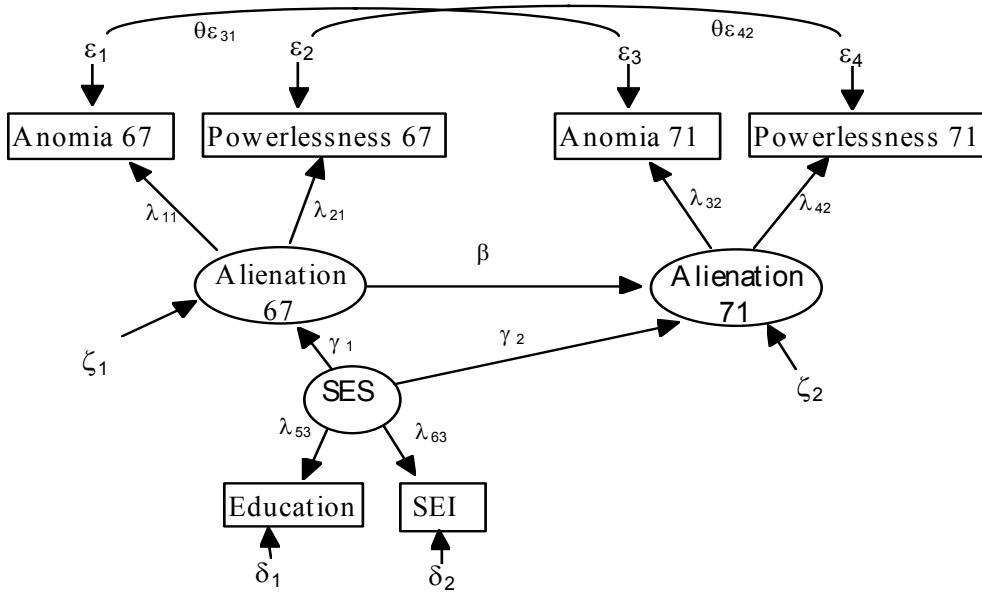 θε31 θε42
ε1 ε2 ε3 ε4
Anomia 67 Powerlessness 67 Anomia 71 Powerlessness 71
λ11 λ21 λ32 λ42
β
Alienation
67
Alienation
71
γ1 γ2
ζ1 ζ2
SES
λ53 λ63
Education SEI
δ1 δ2